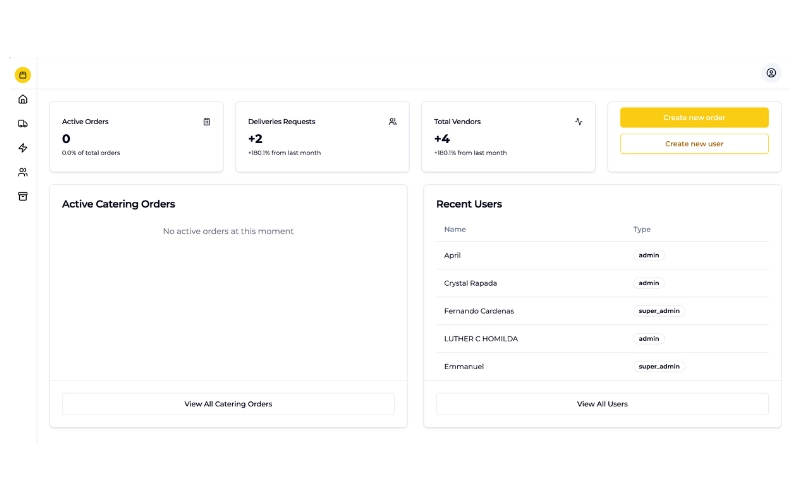 Active Orders
0
0.0% of total orders
Deliveries Requests
+2
+180.1% from last month
Total Vendors
+4
+180.1% from last month
Create new order
Create new user
Active Catering Orders
No active orders at this moment
View All Catering Orders
Recent Users
Name Type
April admin
Crystal Rapada admin
Fernando Cardenas super_admin
LUTHER C HOMILDA admin
Emmanuel super_admin
View All Users